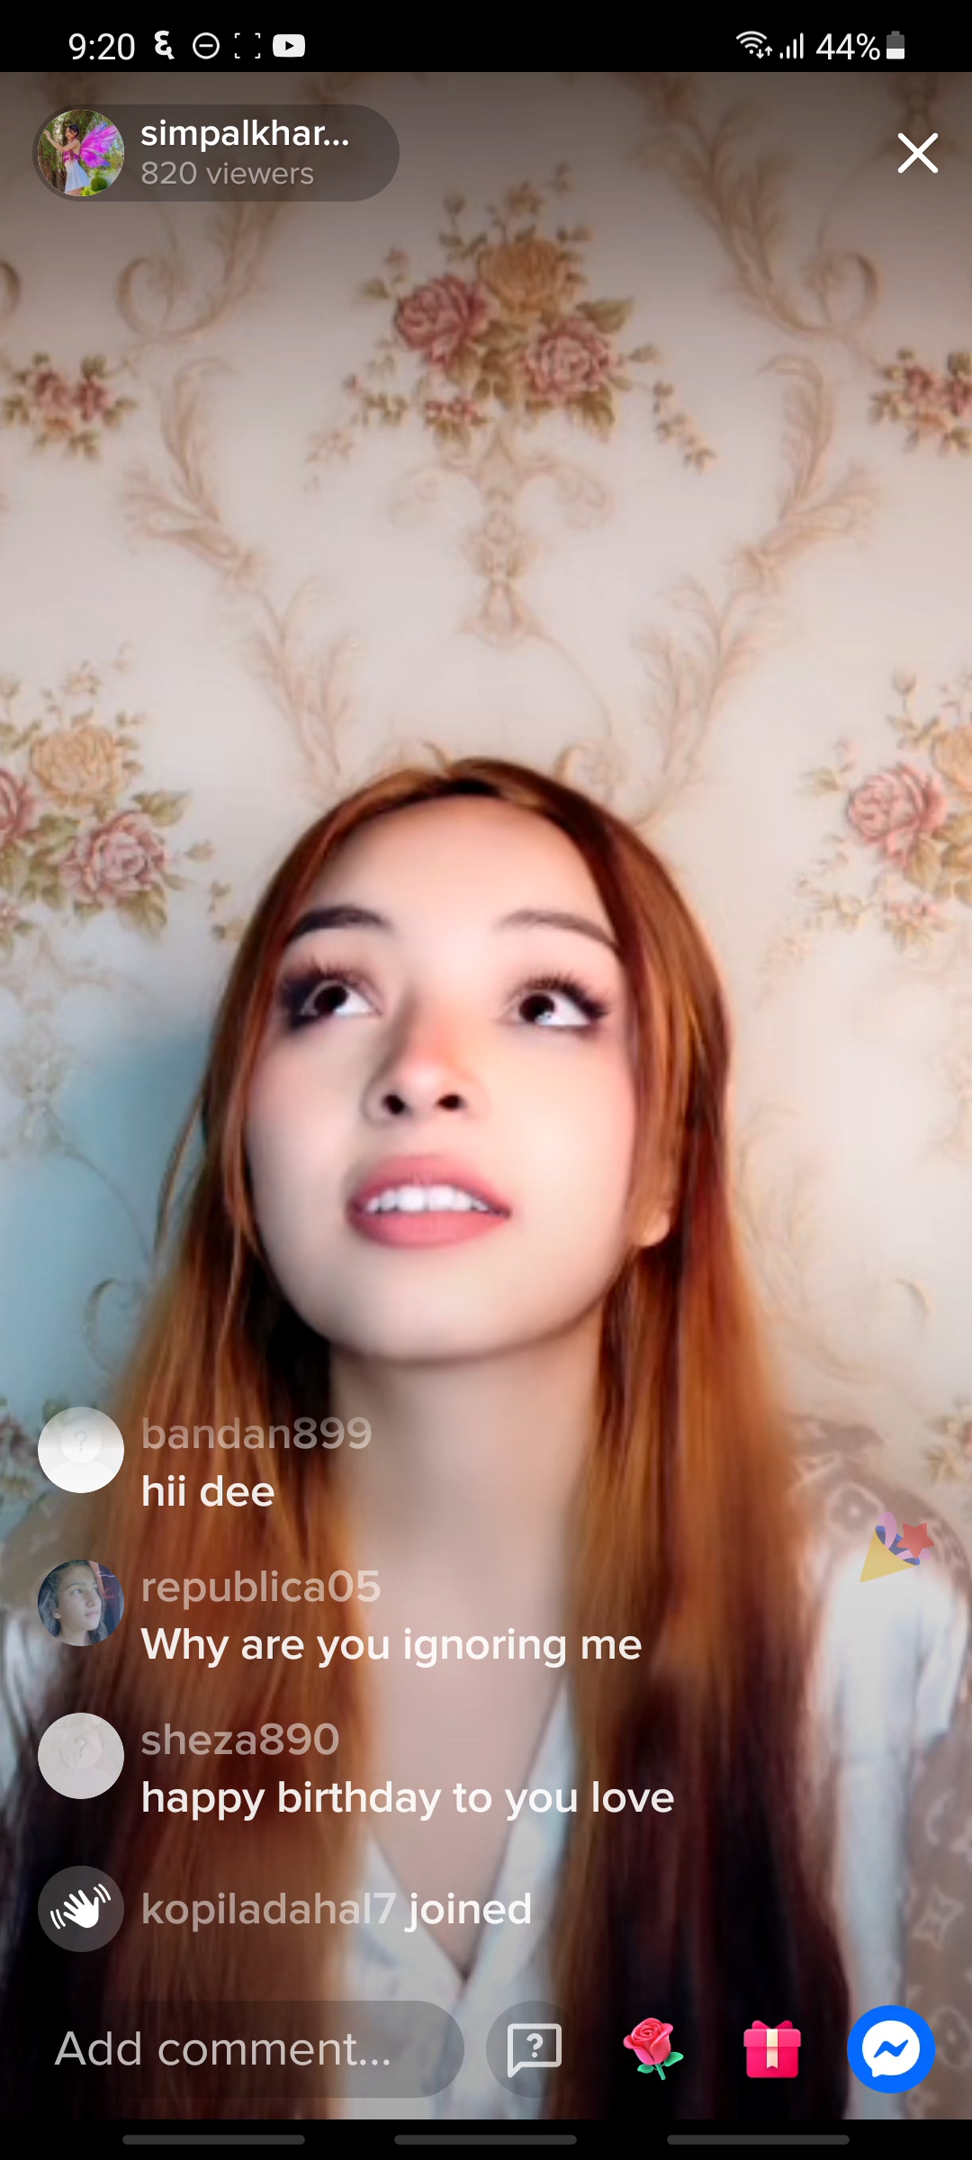 9:20
44%
simpalkhar...
820 viewers
bandan899
hii dee
republica05
Why are you ignoring me
sheza890
happy birthday to you love
kopiladahal7 joined
Add comment...